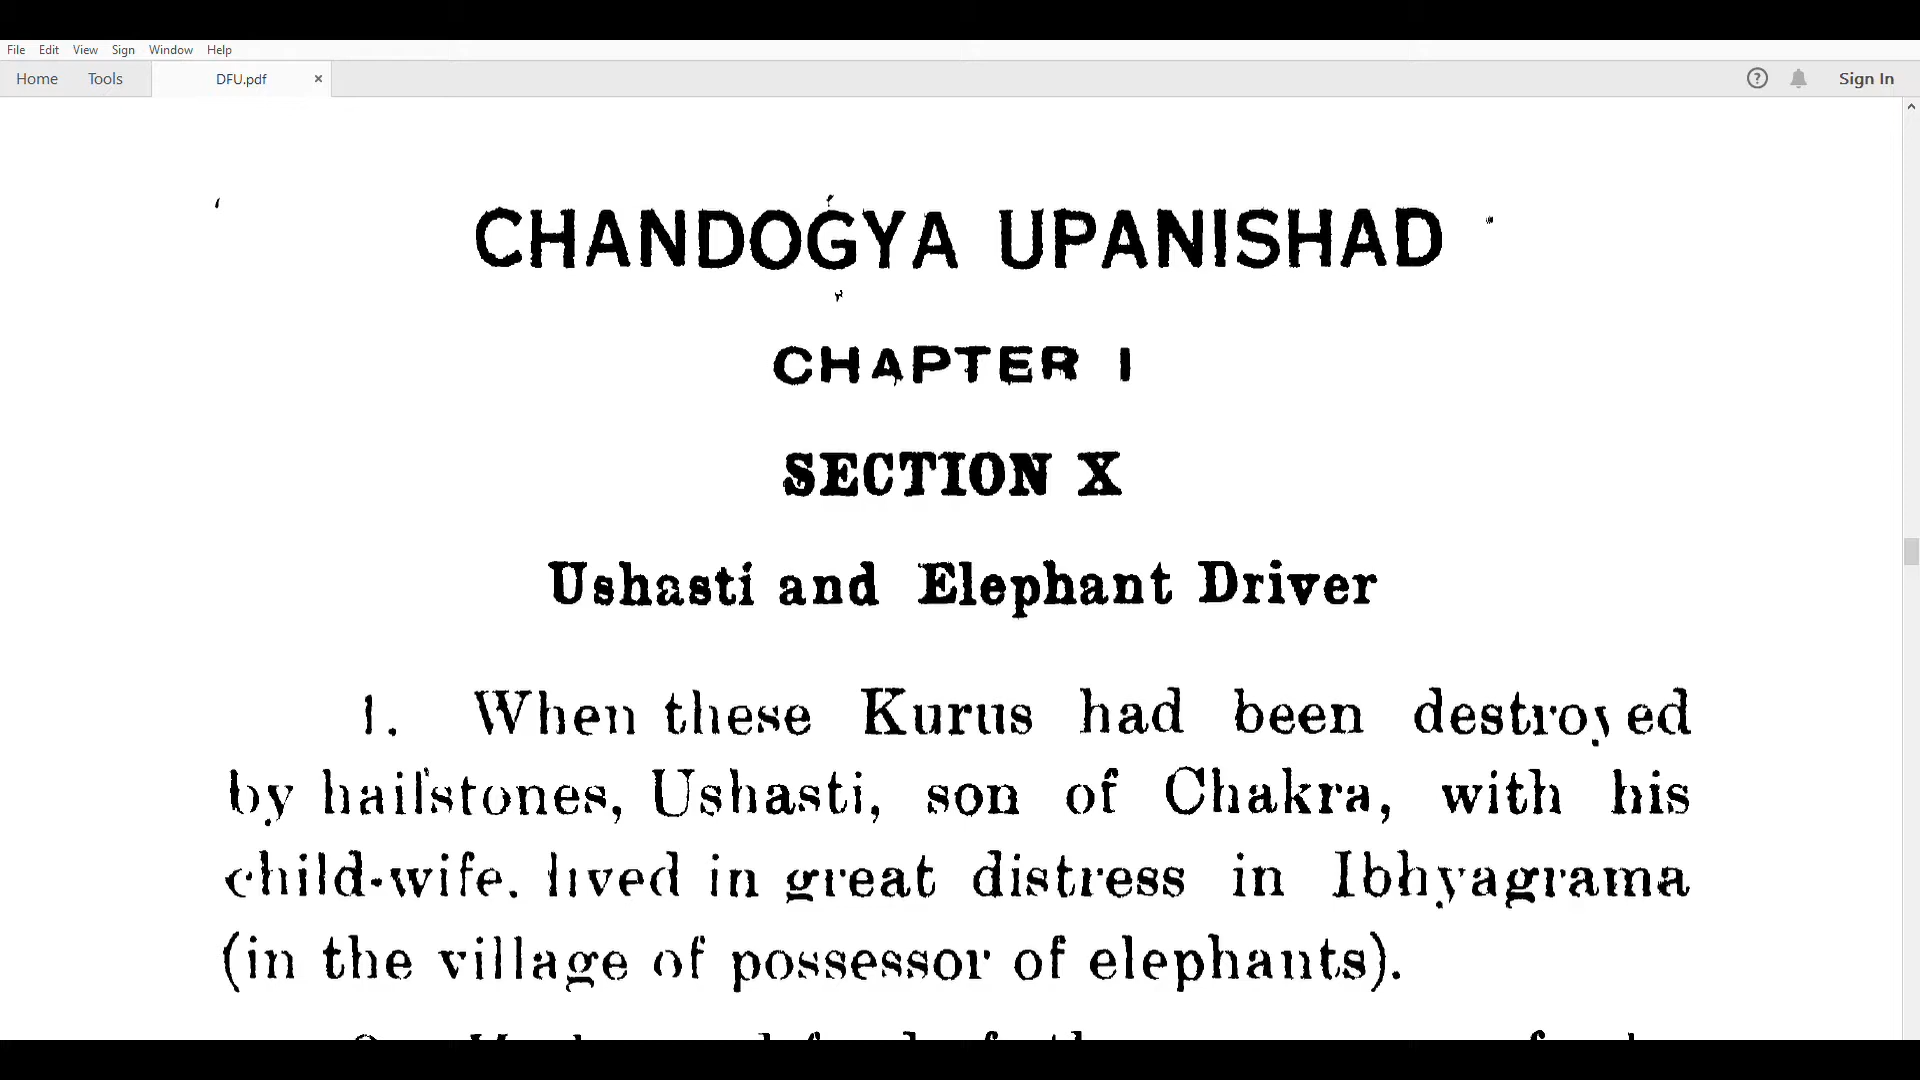 File Edit View Sign Window Help
Home Tools DFU.pdf × ? Sign In
CHANDOGYA UPANISHAD
CHAPTER I
SECTION X
Ushasti and Elephant Driver
1. When these Kurus had been destroyed
by hailstones, Ushasti, son of Chakra, with his
child-wife. lived in great distress in Ibhyagrama
(in the village of possessor of elephants).